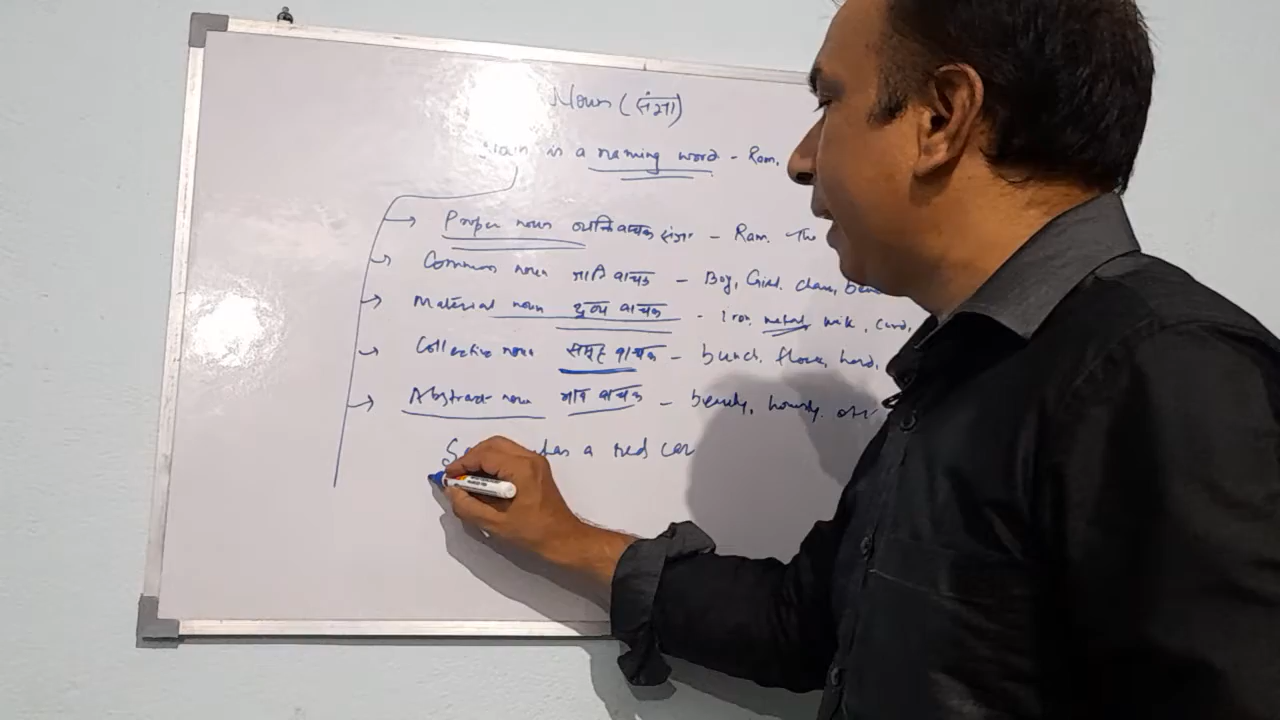 Noun (संज्ञा)
is a naming word - Ram,
Proper noun व्यक्तिवाचक संज्ञा - Ram. The
Common noun जाति वाचक - Boy, Girl. chair,
Material noun द्रव्य वाचक - Iron, metal, milk, curd,
Collective noun समूह वाचक - bunch. flock, herd,
Abstract noun भाव वाचक - beauty, honesty.
has a red car